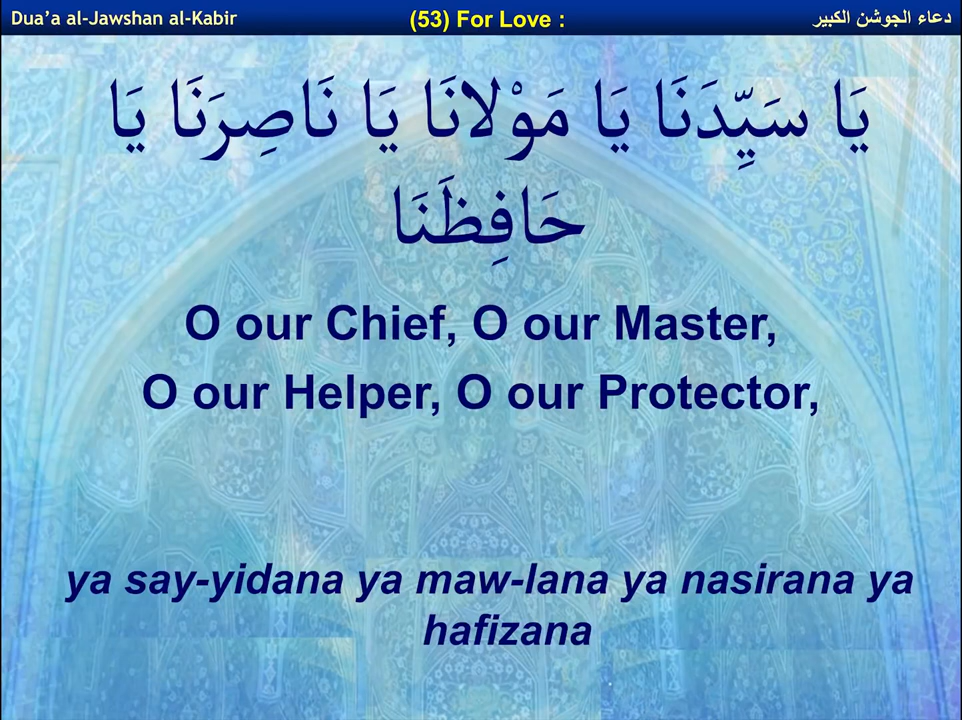 Dua’a al-Jawshan al-Kabir
(53) For Love :
دعاء الجوشن الكبير
يَا سَيِّدَنَا يَا مَوْلانَا يَا نَاصِرَنَا يَا
حَافِظَنَا
O our Chief, O our Master,
O our Helper, O our Protector,
ya say-yidana ya maw-lana ya nasirana ya
hafizana